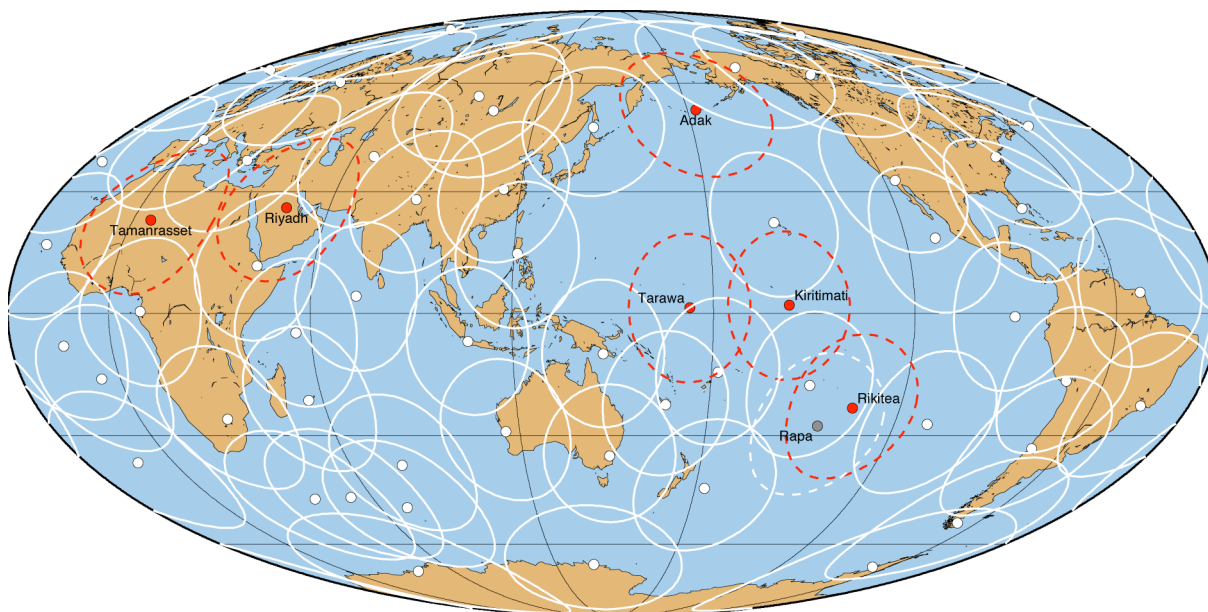 Adak
Riyadh
Tamanrasset
Tarawa
Kiritimati
Rikitea
Rapa